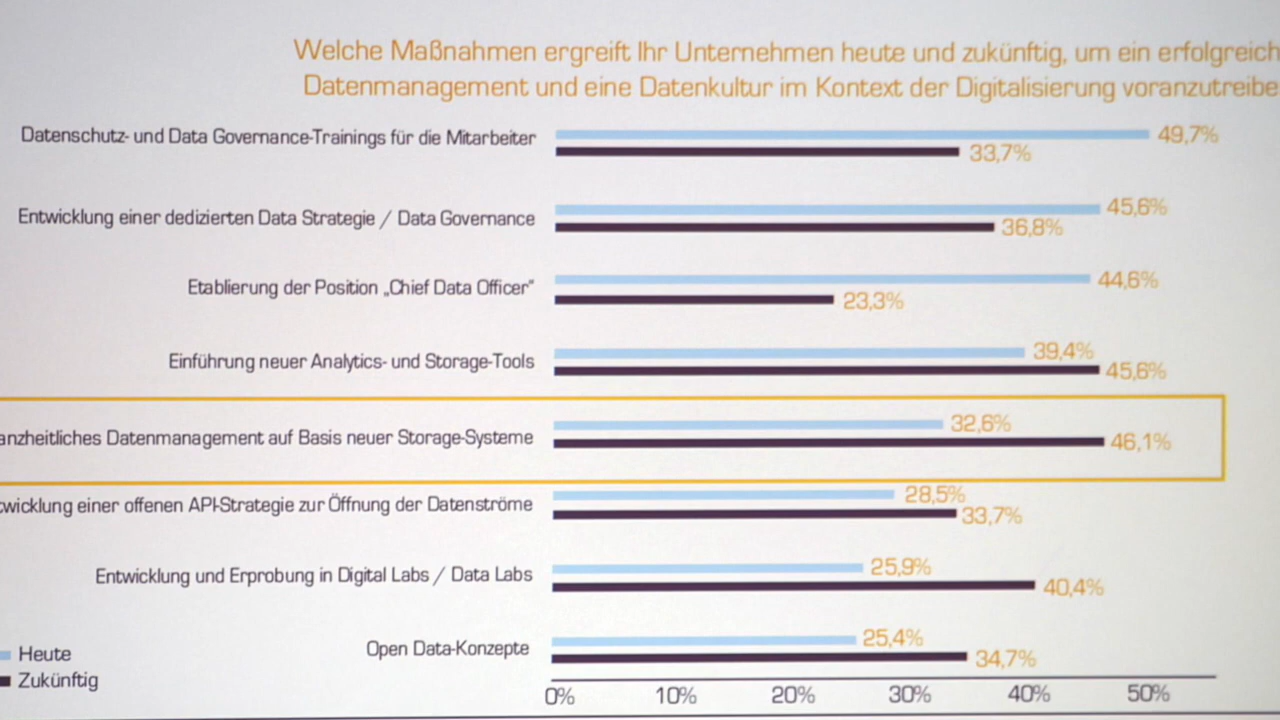 Welche Maßnahmen ergreift Ihr Unternehmen heute und zukünftig, um ein erfolgreich
Datenmanagement und eine Datenkultur im Kontext der Digitalisierung voranzutreibe
Datenschutz- und Data Governance-Trainings für die Mitarbeiter
49,7%
33,7%
Entwicklung einer dedizierten Data Strategie / Data Governance
45,6%
36,8%
Etablierung der Position „Chief Data Officer“
44,6%
23,3%
Einführung neuer Analytics- und Storage-Tools
39,4%
45,6%
anzheitliches Datenmanagement auf Basis neuer Storage-Systeme
32,6%
46,1%
wicklung einer offenen API-Strategie zur Öffnung der Datenströme
28,5%
33,7%
Entwicklung und Erprobung in Digital Labs / Data Labs
25,9%
40,4%
Open Data-Konzepte
25,4%
34,7%
Heute
Zukünftig
0% 10% 20% 30% 40% 50%